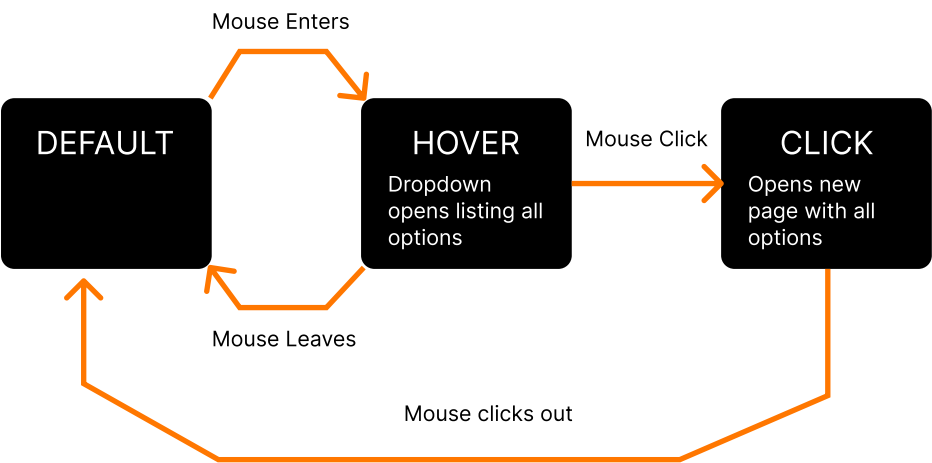 Mouse Enters
DEFAULT
HOVER
Dropdown
opens listing all
options
Mouse Click
CLICK
Opens new
page with all
options
Mouse Leaves
Mouse clicks out